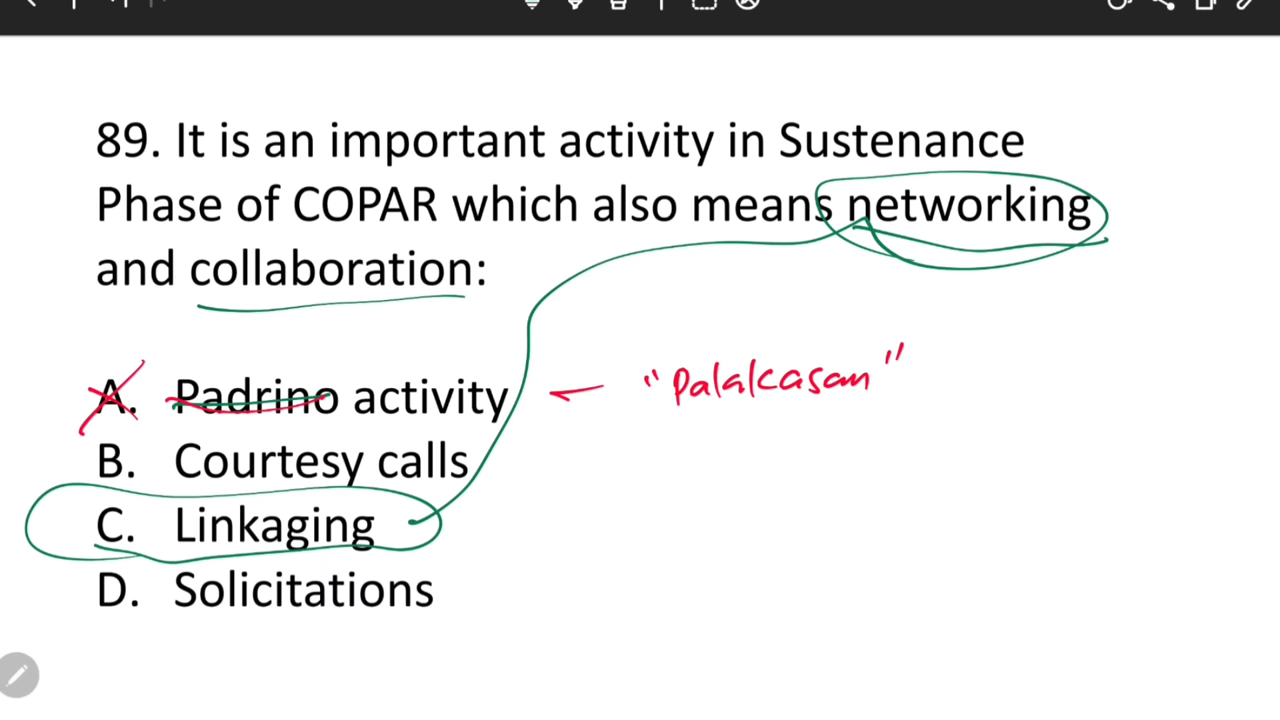 89. It is an important activity in Sustenance
Phase of COPAR which also means networking
and collaboration:
A. Padrino activity
"Palakasan"
B. Courtesy calls
C. Linkaging
D. Solicitations